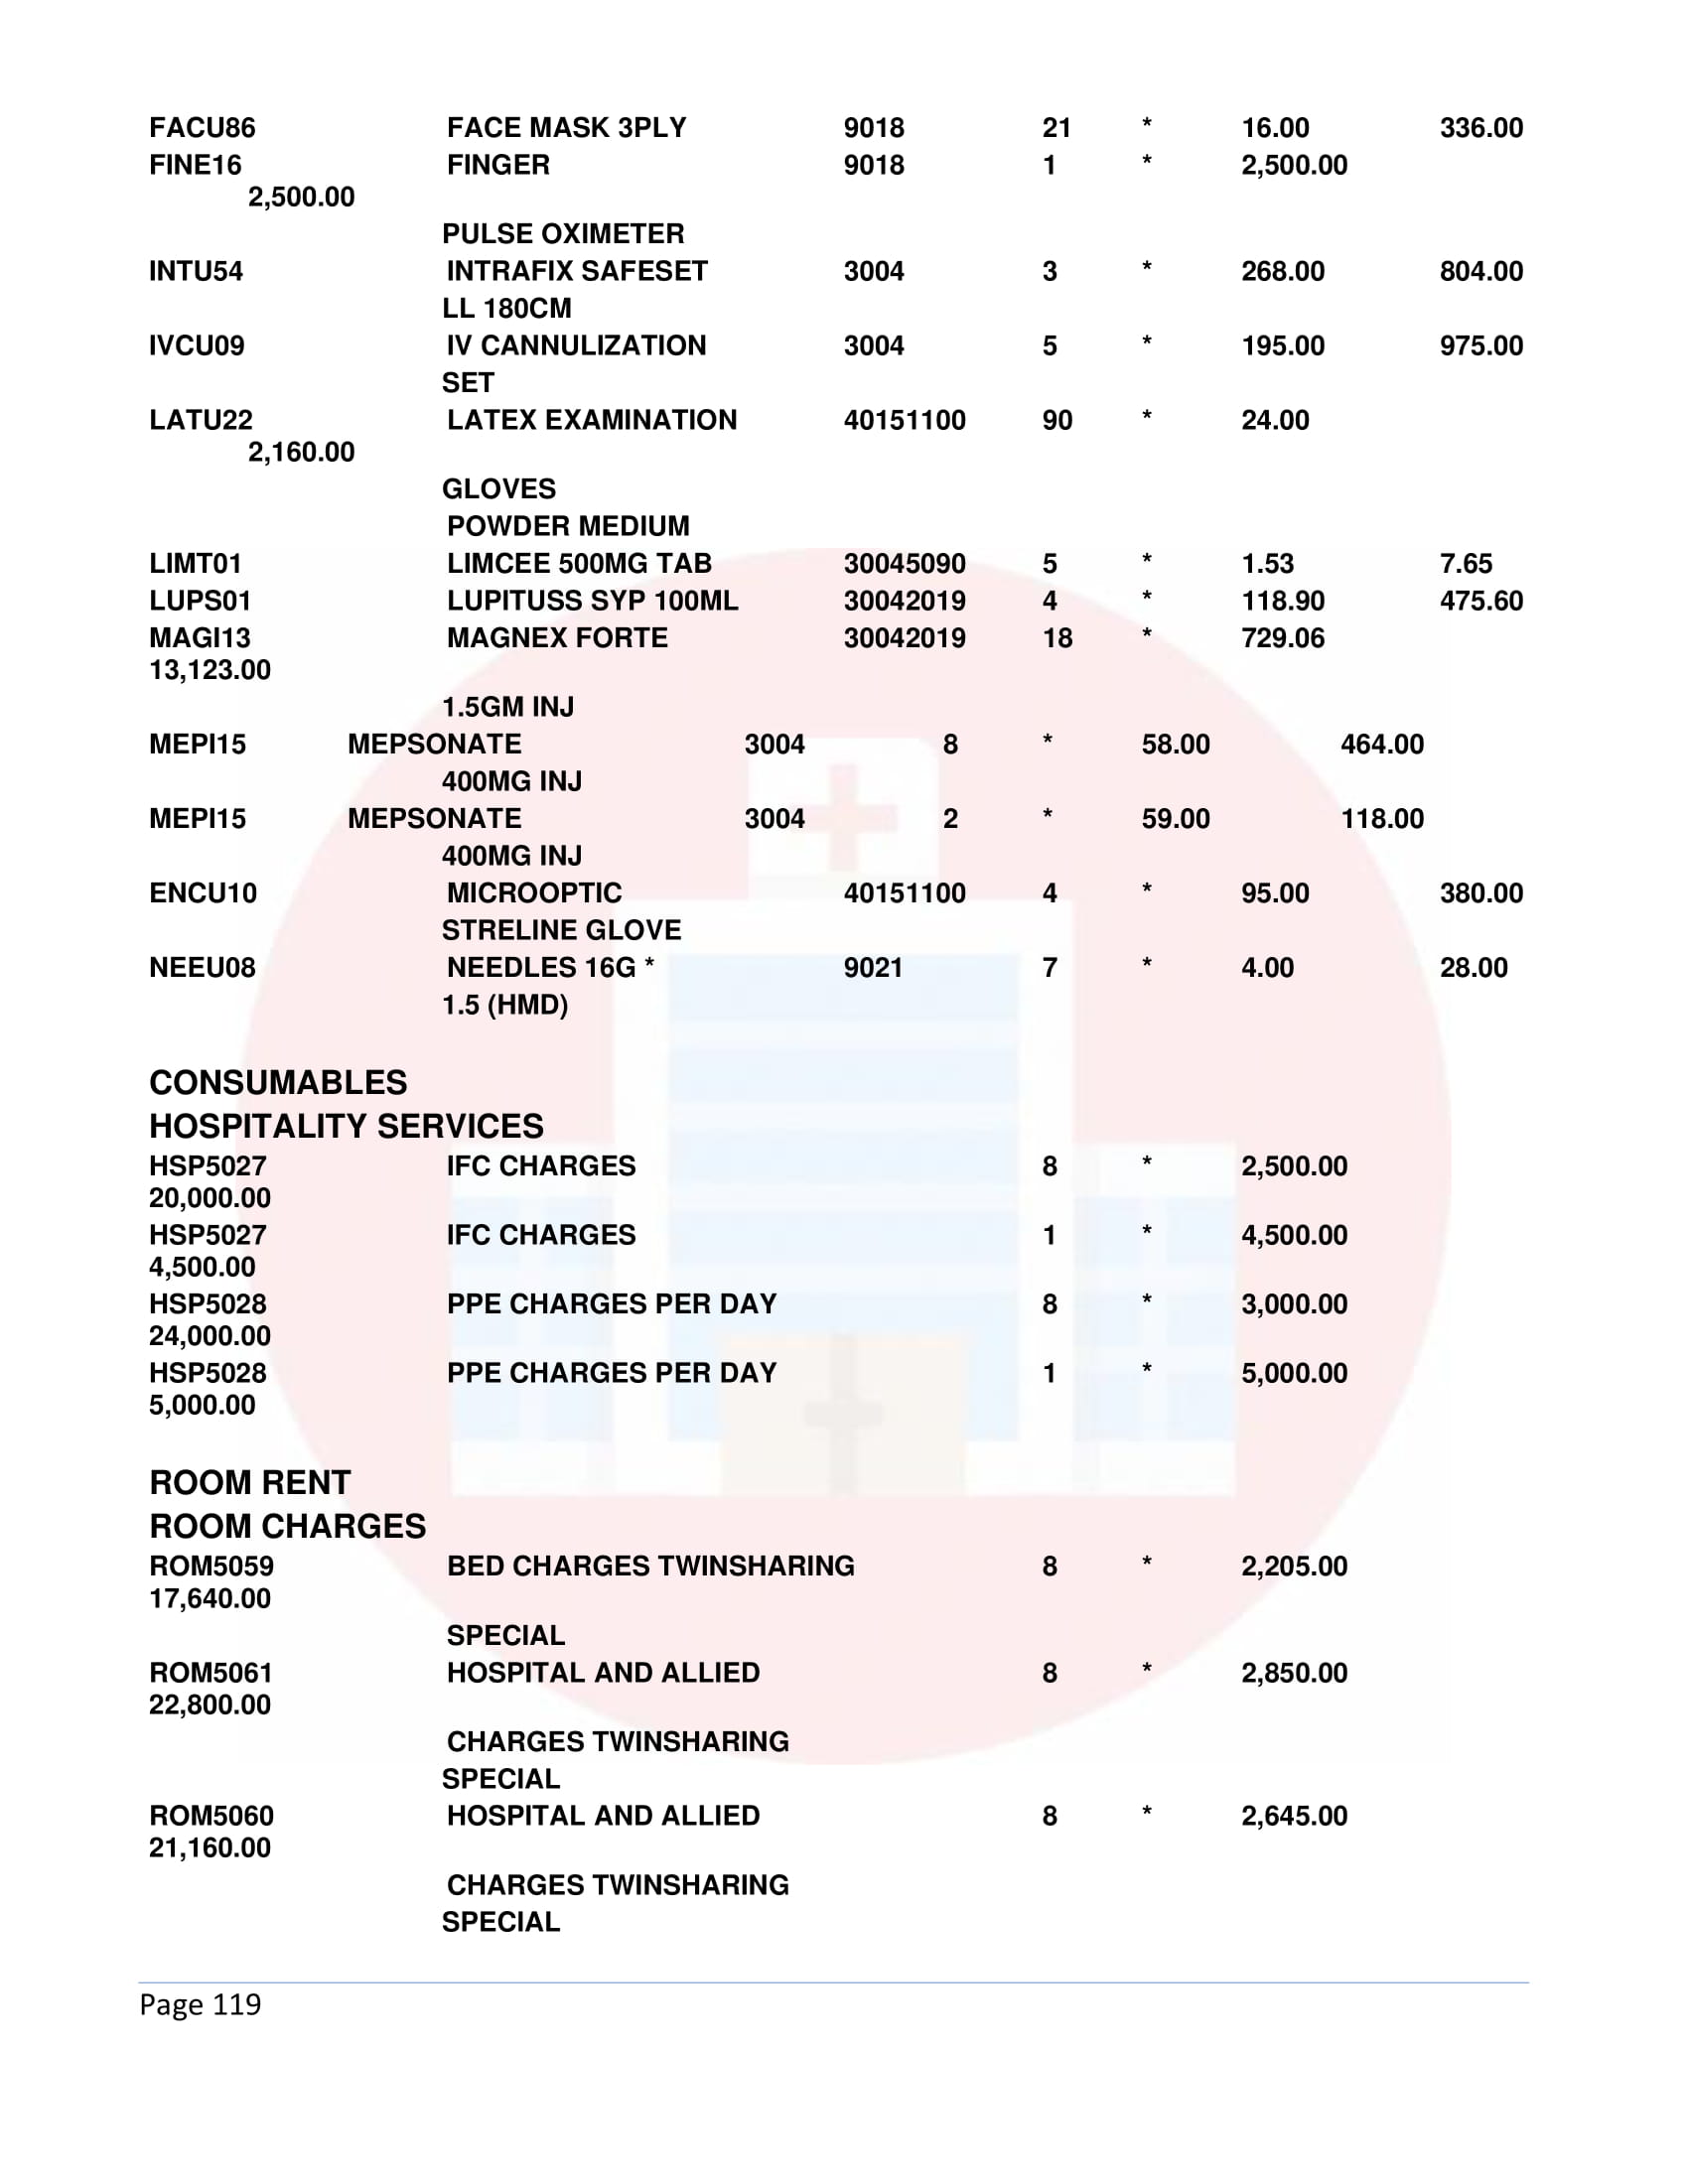 FACU86 FACE MASK 3PLY 9018 21 * 16.00 336.00
FINE16 FINGER 9018 1 * 2,500.00
2,500.00
PULSE OXIMETER
INTU54 INTRAFIX SAFESET 3004 3 * 268.00 804.00
LL 180CM
IVCU09 IV CANNULIZATION 3004 5 * 195.00 975.00
SET
LATU22 LATEX EXAMINATION 40151100 90 * 24.00
2,160.00
GLOVES
POWDER MEDIUM
LIMT01 LIMCEE 500MG TAB 30045090 5 * 1.53 7.65
LUPS01 LUPITUSS SYP 100ML 30042019 4 * 118.90 475.60
MAGI13 MAGNEX FORTE 30042019 18 * 729.06
13,123.00
1.5GM INJ
MEPI15 MEPSONATE 3004 8 * 58.00 464.00
400MG INJ
MEPI15 MEPSONATE 3004 2 * 59.00 118.00
400MG INJ
ENCU10 MICROOPTIC 40151100 4 * 95.00 380.00
STRELINE GLOVE
NEEU08 NEEDLES 16G * 9021 7 * 4.00 28.00
1.5 (HMD)
CONSUMABLES
HOSPITALITY SERVICES
HSP5027 IFC CHARGES 8 * 2,500.00
20,000.00
HSP5027 IFC CHARGES 1 * 4,500.00
4,500.00
HSP5028 PPE CHARGES PER DAY 8 * 3,000.00
24,000.00
HSP5028 PPE CHARGES PER DAY 1 * 5,000.00
5,000.00
ROOM RENT
ROOM CHARGES
ROM5059 BED CHARGES TWINSHARING 8 * 2,205.00
17,640.00
SPECIAL
ROM5061 HOSPITAL AND ALLIED 8 * 2,850.00
22,800.00
CHARGES TWINSHARING
SPECIAL
ROM5060 HOSPITAL AND ALLIED 8 * 2,645.00
21,160.00
CHARGES TWINSHARING
SPECIAL
Page 119